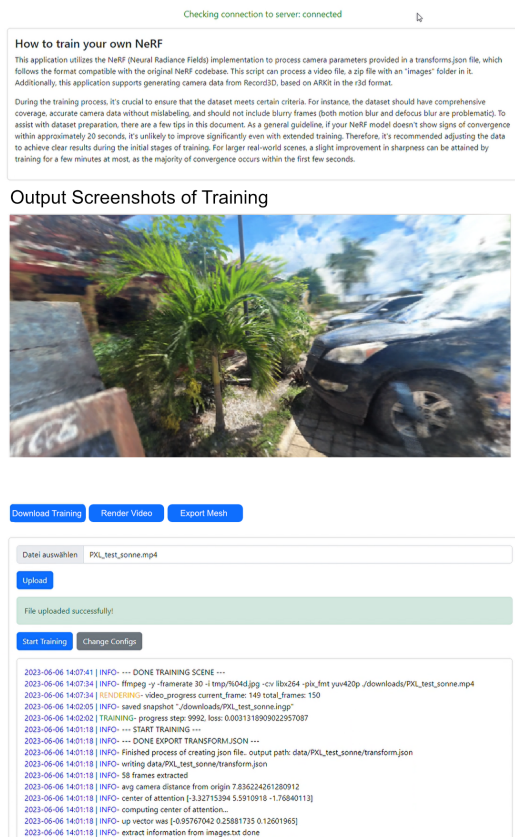 Checking connection to server: connected
How to train your own NeRF
This application utilizes the NeRF (Neural Radiance Fields) implementation to process camera parameters provided in a transforms.json file, which
follows the format compatible with the original NeRF codebase. This script can process a video file, a zip file with an "images" folder in it.
Additionally, this application supports generating camera data from Record3D, based on ARKit in the r3d format.
During the training process, it's crucial to ensure that the dataset meets certain criteria. For instance, the dataset should have comprehensive
coverage, accurate camera data without mislabeling, and should not include blurry frames (both motion blur and defocus blur are problematic). To
assist with dataset preparation, there are a few tips in this document. As a general guideline, if your NeRF model doesn't show signs of convergence
within approximately 20 seconds, it's unlikely to improve significantly even with extended training. Therefore, it's recommended adjusting the data
to achieve clear results during the initial stages of training. For larger real-world scenes, a slight improvement in sharpness can be attained by
training for a few minutes at most, as the majority of convergence occurs within the first few seconds.
Output Screenshots of Training
Download Training Render Video Export Mesh
Datei auswählen PXL_test_sonne.mp4
Upload
File uploaded successfully!
Start Training Change Configs
2023-06-06 14:07:41 | INFO- --- DONE TRAINING SCENE ---
2023-06-06 14:07:34 | INFO- ffmpeg -y -framerate 30 -i tmp/%04d.jpg -c:v libx264 -pix_fmt yuv420p ./downloads/PXL_test_sonne.mp4
2023-06-06 14:07:34 | RENDERING- video_progress current_frame: 149 total_frames: 150
2023-06-06 14:02:05 | INFO- saved snapshot "./downloads/PXL_test_sonne.ingp"
2023-06-06 14:02:02 | TRAINING- progress step: 9992, loss: 0.0031318909022957087
2023-06-06 14:01:18 | INFO- --- START TRAINING ---
2023-06-06 14:01:18 | INFO- --- DONE EXPORT TRANSFORM.JSON ---
2023-06-06 14:01:18 | INFO- Finished process of creating json file.. output path: data/PXL_test_sonne/transform.json
2023-06-06 14:01:18 | INFO- writing data/PXL_test_sonne/transform.json
2023-06-06 14:01:18 | INFO- 58 frames extracted
2023-06-06 14:01:18 | INFO- avg camera distance from origin 7.836224261280912
2023-06-06 14:01:18 | INFO- center of attention [-3.32715394 5.5910918 -1.76840113]
2023-06-06 14:01:18 | INFO- computing center of attention...
2023-06-06 14:01:18 | INFO- up vector was [-0.95767042 0.25881735 0.12601965]
2023-06-06 14:01:18 | INFO- extract information from images.txt done